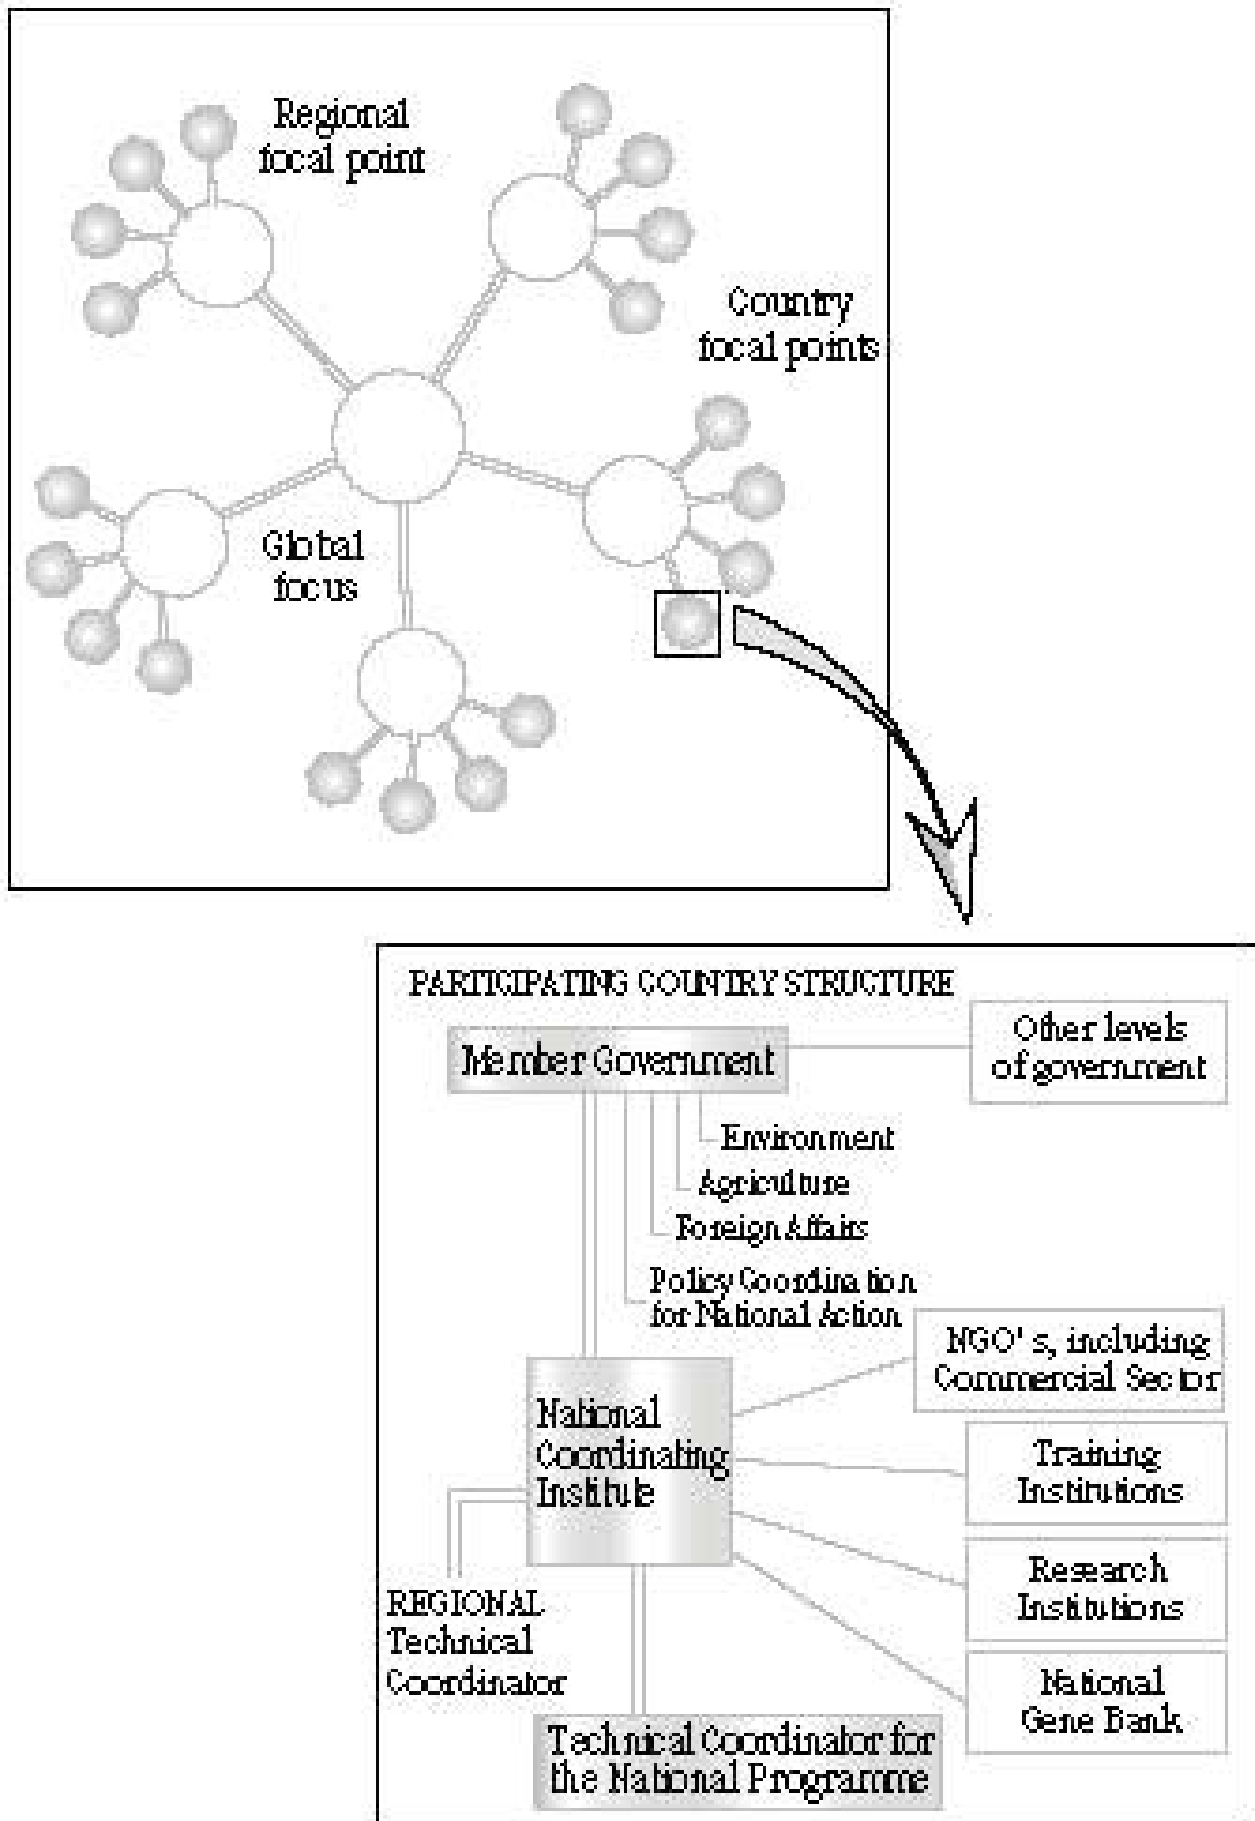 Regional
focal point
Country
focal points
Global
focus
PARTICIPATING COUNTRY STRUCTURE
Member Government
Other levels
of government
Environment
Agriculture
Foreign Affairs
Policy Coordination
for National Action
NGO's, including
Commercial Sector
National
Coordinating
Institute
Training
Institutions
Research
Institutions
REGIONAL
Technical
Coordinator
National
Gene Bank
Technical Coordinator for
the National Programme